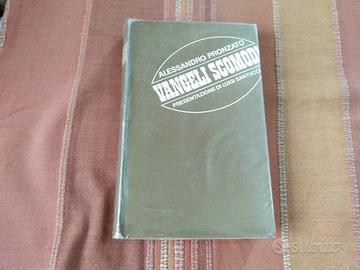 ALESSANDRO PRONZATO
VANGELI SCOMODI
PRESENTAZIONE DI LUIGI SANTUCCI
subito